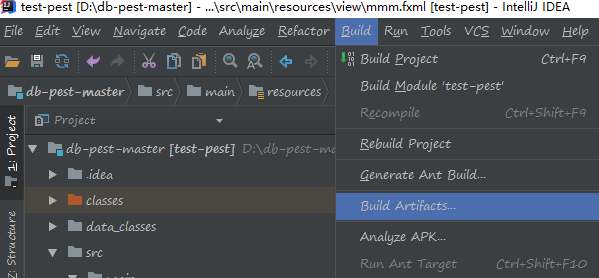 test-pest [D:\db-pest-master] - ...\src\main\resources\view\mmm.fxml [test-pest] - IntelliJ IDEA
File Edit View Navigate Code Analyze Refactor Build Run Tools VCS Window Help
db-pest-master src main resources
Build Project Ctrl+F9
Build Module 'test-pest'
Recompile Ctrl+Shift+F9
Rebuild Project
Generate Ant Build...
Build Artifacts...
Analyze APK...
Run Ant Target Ctrl+Shift+F10
1: Project
Z: Structure
Project
db-pest-master [test-pest] D:\db-pest-ma
.idea
classes
data_classes
src